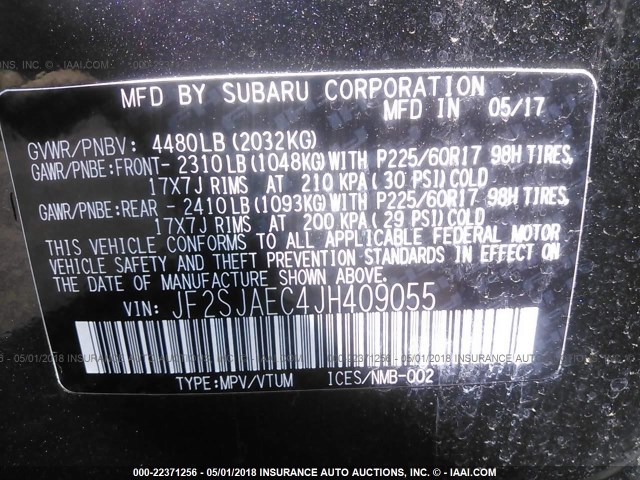 MFD BY SUBARU CORPORATION
MFD IN 05/17
GVWR/PNBV: 4480LB (2032KG)
GAWR/PNBE:FRONT- 2310LB (1048KG) WITH P225/60R17 98H TIRES,
17X7J RIMS AT 210 KPA( 30 PSI) COLD
GAWR/PNBE:REAR - 2410LB (1093KG) WITH P225/60R17 98H TIRES,
17X7J RIMS AT 200 KPA( 29 PSI) COLD
THIS VEHICLE CONFORMS TO ALL APPLICABLE FEDERAL MOTOR
VEHICLE SAFETY AND THEFT PREVENTION STANDARDS IN EFFECT ON
THE DATE OF MANUFACTURE SHOWN ABOVE.
VIN: JF2SJAEC4JH409055
TYPE:MPV/VTUM ICES/NMB-002
000-22371256 - 05/01/2018 INSURANCE AUTO AUCTIONS, INC. - © IAAI.COM